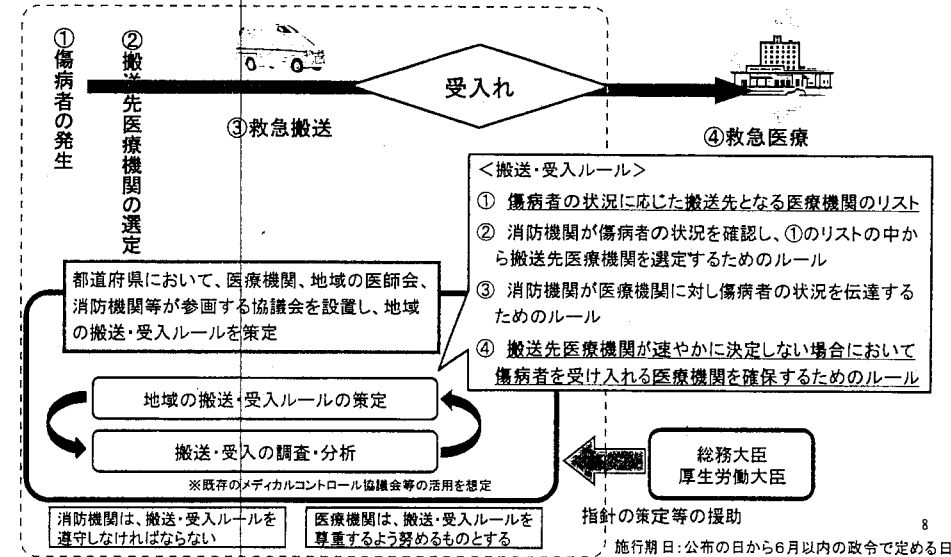 ①傷病者の発生
②搬送先医療機関の選定
③救急搬送
受入れ
④救急医療
＜搬送・受入ルール＞
① 傷病者の状況に応じた搬送先となる医療機関のリスト
② 消防機関が傷病者の状況を確認し、①のリストの中か
ら搬送先医療機関を選定するためのルール
③ 消防機関が医療機関に対し傷病者の状況を伝達する
ためのルール
④ 搬送先医療機関が速やかに決定しない場合において
傷病者を受け入れる医療機関を確保するためのルール
都道府県において、医療機関、地域の医師会、
消防機関等が参画する協議会を設置し、地域
の搬送・受入ルールを策定
地域の搬送・受入ルールの策定
搬送・受入の調査・分析
※既存のメディカルコントロール協議会等の活用を想定
総務大臣
厚生労働大臣
指針の策定等の援助
消防機関は、搬送・受入ルールを
遵守しなければならない
医療機関は、搬送・受入ルールを
尊重するよう努めるものとする
8
施行期日：公布の日から6月以内の政令で定める日